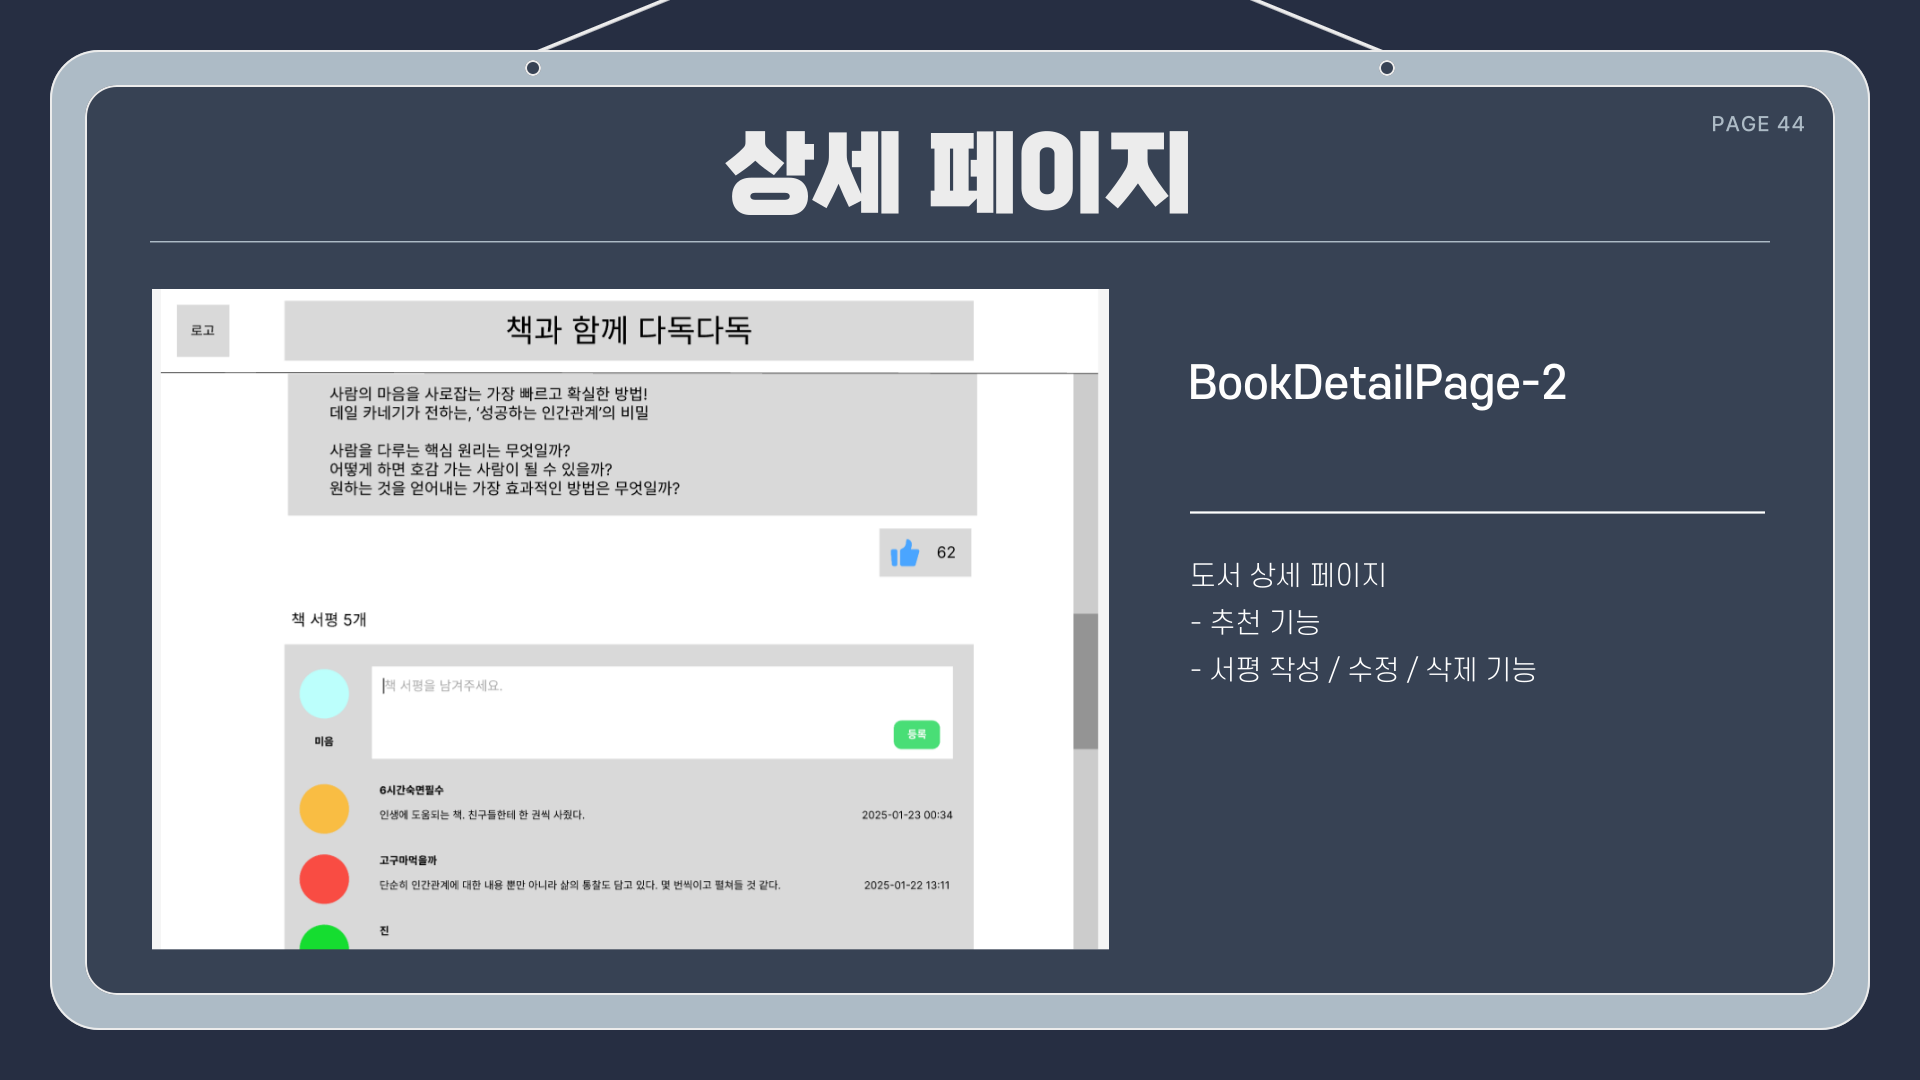 PAGE 44
상세 페이지
로고
책과 함께 다독다독
사람의 마음을 사로잡는 가장 빠르고 확실한 방법!
데일 카네기가 전하는, ‘성공하는 인간관계’의 비밀
사람을 다루는 핵심 원리는 무엇일까?
어떻게 하면 호감 가는 사람이 될 수 있을까?
원하는 것을 얻어내는 가장 효과적인 방법은 무엇일까?
62
책 서평 5개
책 서평을 남겨주세요.
등록
미음
6시간숙면필수
인생에 도움되는 책. 친구들한테 한 권씩 사줬다.
2025-01-23 00:34
고구마먹을까
단순히 인간관계에 대한 내용 뿐만 아니라 삶의 통찰도 담고 있다. 몇 번씩이고 펼쳐들 것 같다.
2025-01-22 13:11
진
BookDetailPage-2
도서 상세 페이지
- 추천 기능
- 서평 작성 / 수정 / 삭제 기능